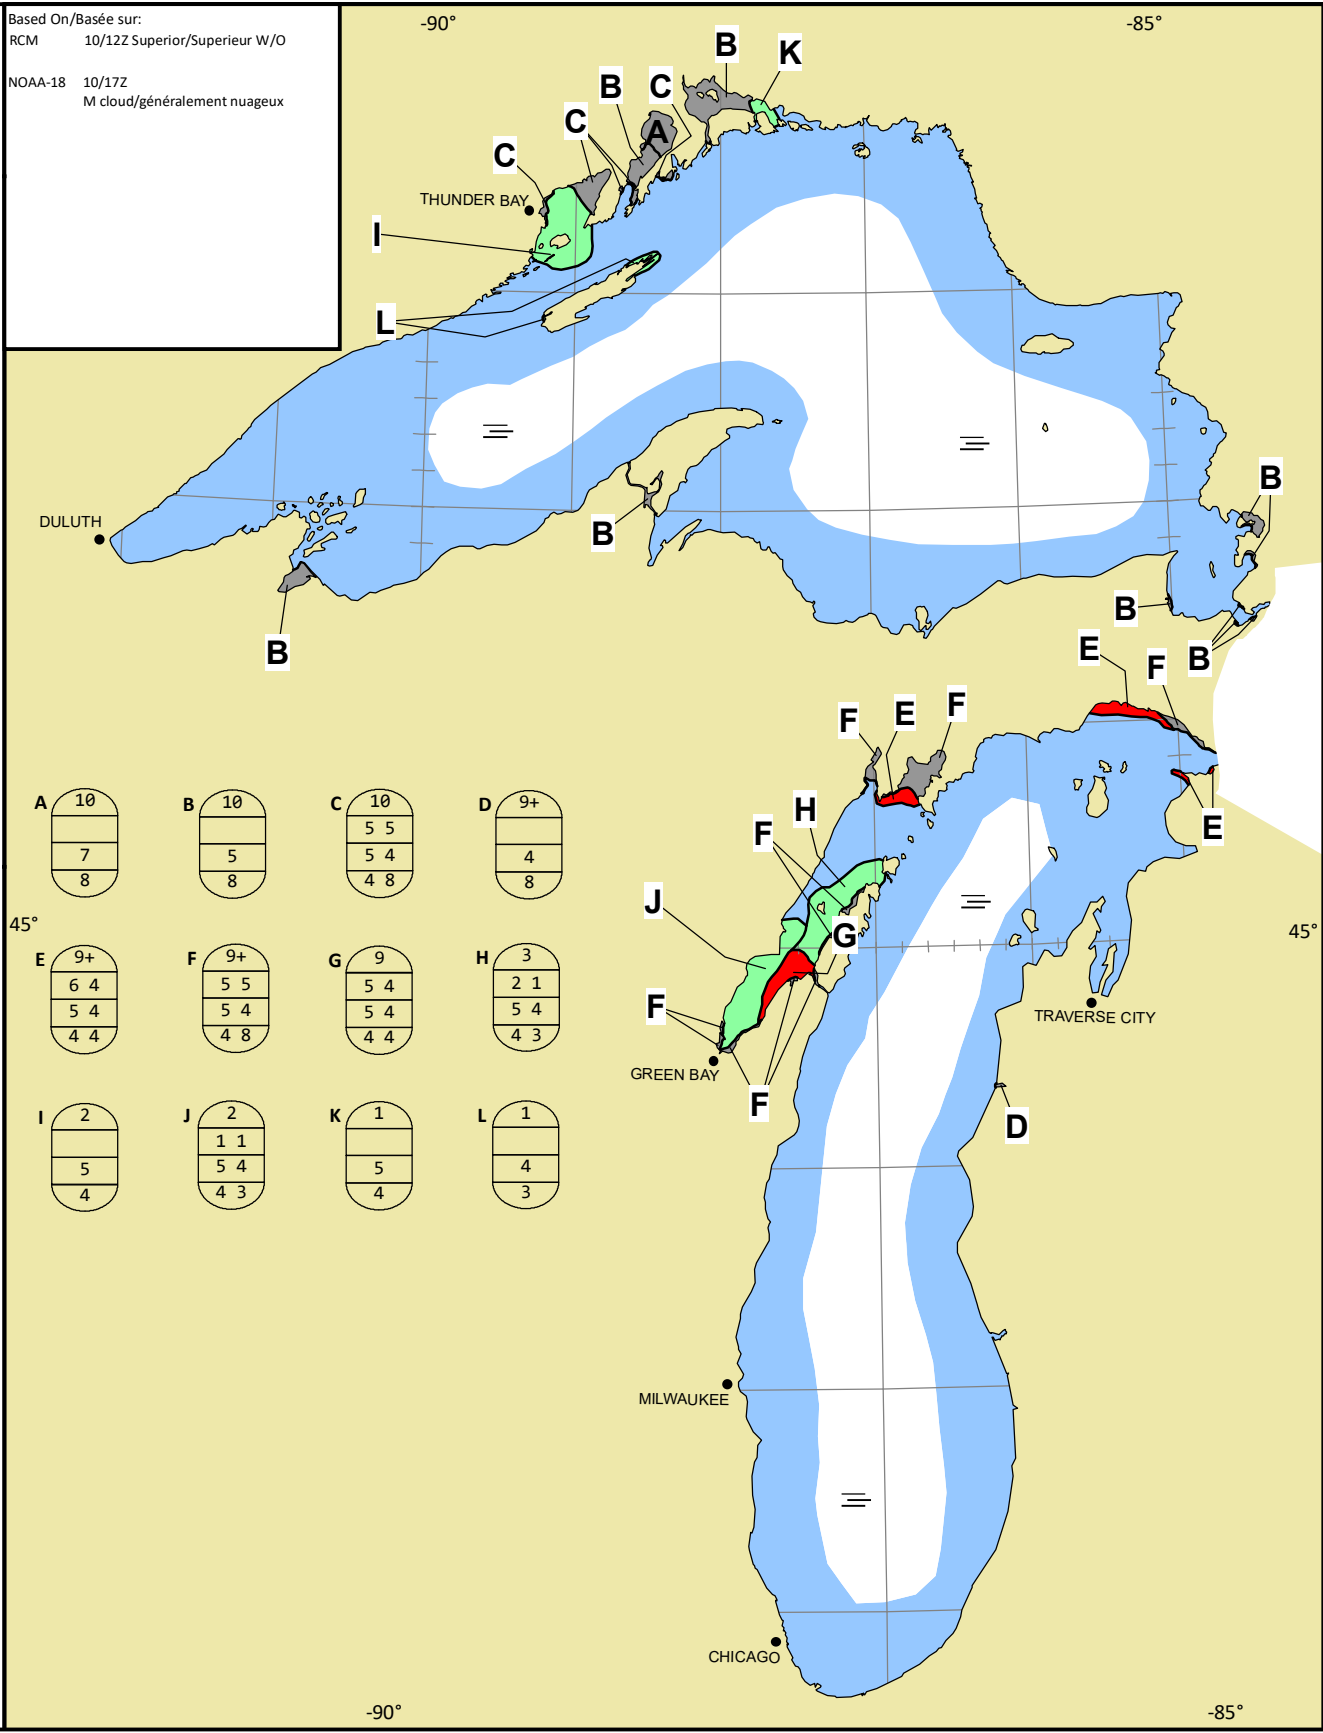 Based On/Basée sur:
RCM 10/12Z Superior/Superieur W/O
NOAA-18 10/17Z
M cloud/généralement nuageux
-90°
-85°
B
K
B
C
C
A
C
THUNDER BAY
I
L
DULUTH
B
B
B
B
B
E
F
F
E
F
E
H
F
J
G
F
F
D
A 10
7
8
B 10
5
8
C 10
5 5
5 4
4 8
D 9+
4
8
45°
45°
E 9+
6 4
5 4
4 4
F 9+
5 5
5 4
4 8
G 9
5 4
5 4
4 4
H 3
2 1
5 4
4 3
I 2
5
4
J 2
1 1
5 4
4 3
K 1
5
4
L 1
4
3
TRAVERSE CITY
GREEN BAY
MILWAUKEE
CHICAGO
-90°
-85°